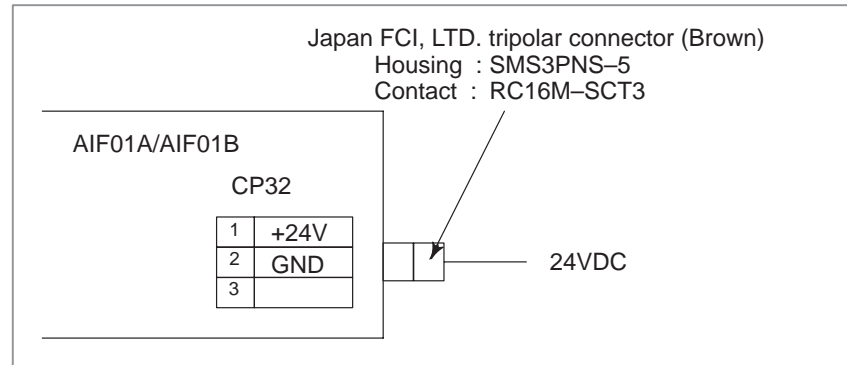 Japan FCI, LTD. tripolar connector (Brown)
Housing : SMS3PNS–5
Contact : RC16M–SCT3
AIF01A/AIF01B
CP32
1 +24V
2 GND
3
24VDC